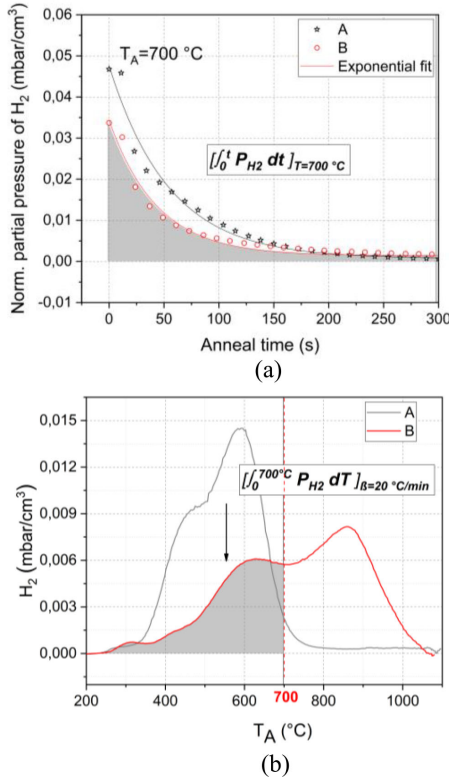 0,06
0,05
0,04
0,03
0,02
0,01
0,00
-0,01
Norm. partial pressure of H₂ (mbar/cm³)
T_A=700 °C
A
B
Exponential fit
[∫₀ᵗ P_H2 dt ]_T=700 °C
0 50 100 150 200 250 300
Anneal time (s)
(a)
0,015
0,012
0,009
0,006
0,003
0,000
H₂ (mbar/cm³)
A
B
[∫₀^700°C P_H2 dT ]_ß=20 °C/min
200 400 600 700 800 1000
T_A (°C)
(b)